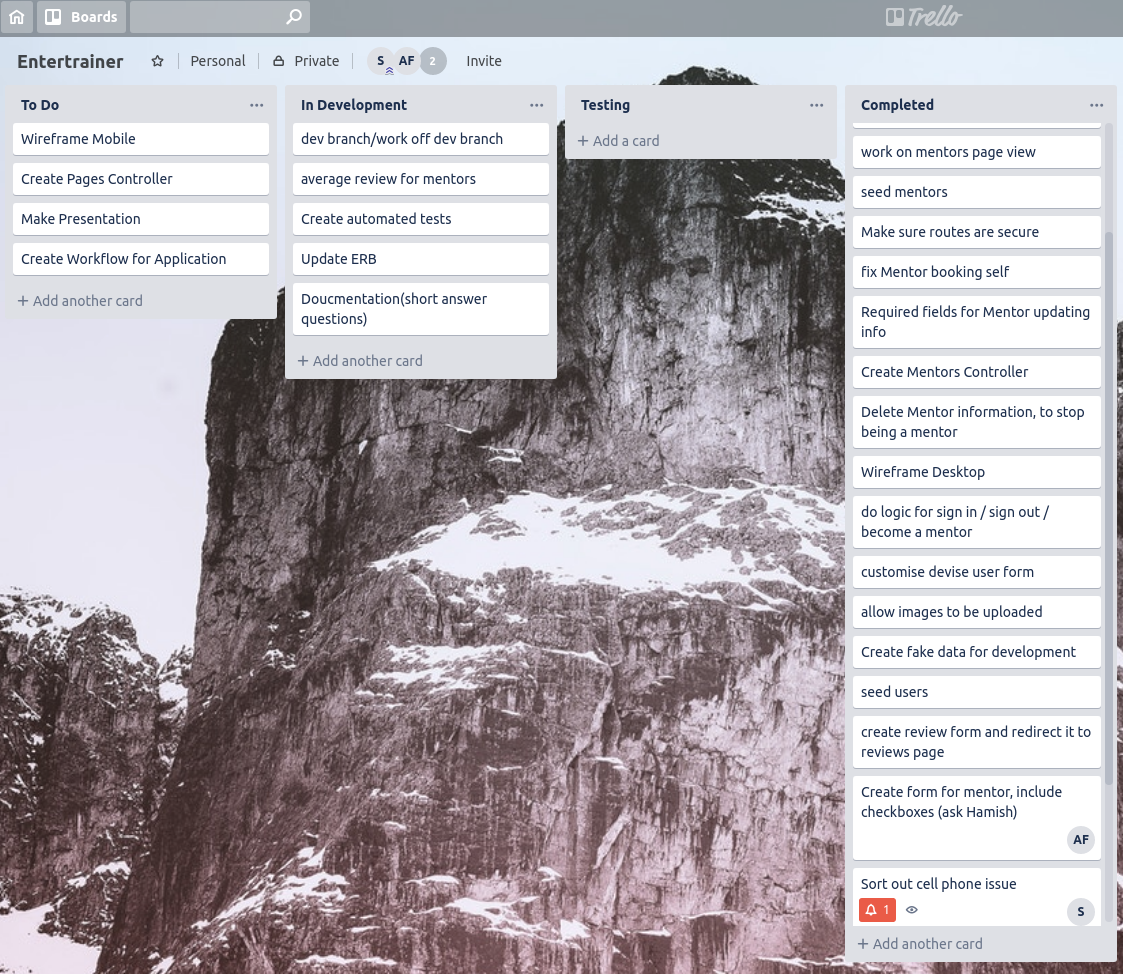 Boards
Trello
Entertrainer
Personal
Private
S
AF
2
Invite
To Do
Wireframe Mobile
Create Pages Controller
Make Presentation
Create Workflow for Application
+ Add another card
In Development
dev branch/work off dev branch
average review for mentors
Create automated tests
Update ERB
Doucmentation(short answer
questions)
+ Add another card
Testing
+ Add a card
Completed
work on mentors page view
seed mentors
Make sure routes are secure
fix Mentor booking self
Required fields for Mentor updating
info
Create Mentors Controller
Delete Mentor information, to stop
being a mentor
Wireframe Desktop
do logic for sign in / sign out /
become a mentor
customise devise user form
allow images to be uploaded
Create fake data for development
seed users
create review form and redirect it to
reviews page
Create form for mentor, include
checkboxes (ask Hamish)
AF
Sort out cell phone issue
1
S
+ Add another card